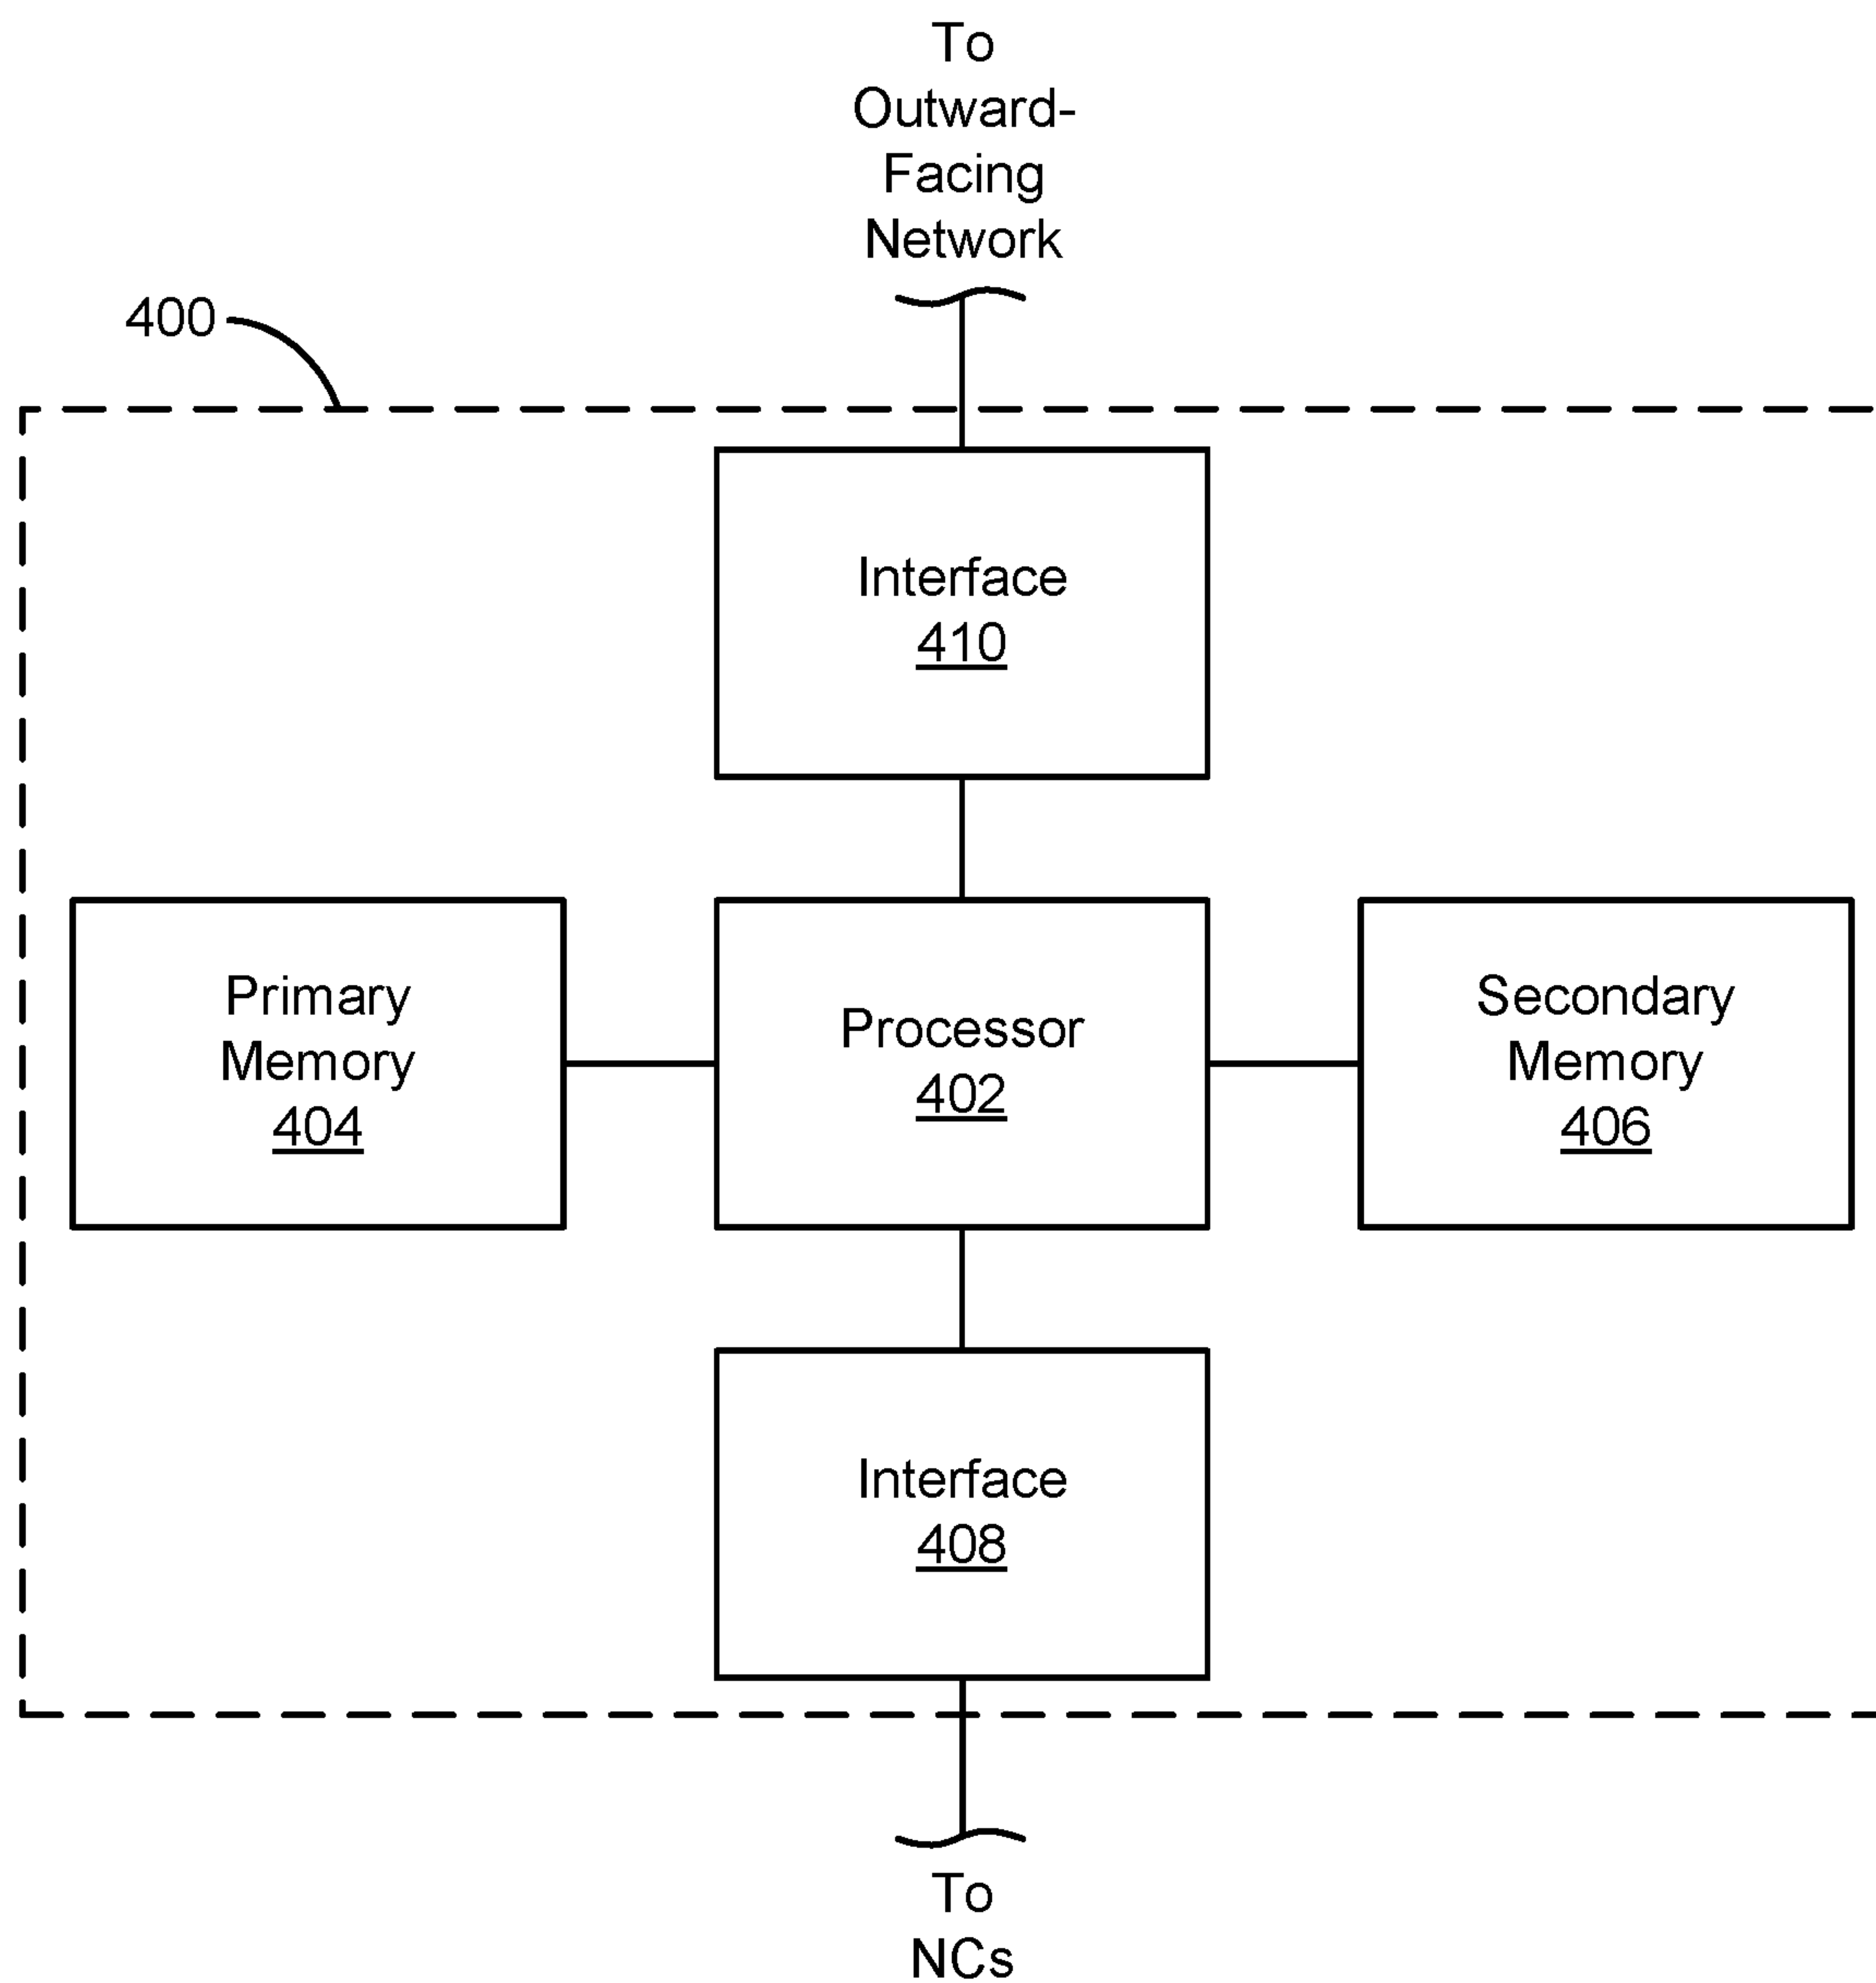 To
Outward-
Facing
Network
400
Interface
410
Primary
Memory
404
Processor
402
Secondary
Memory
406
Interface
408
To
NCs